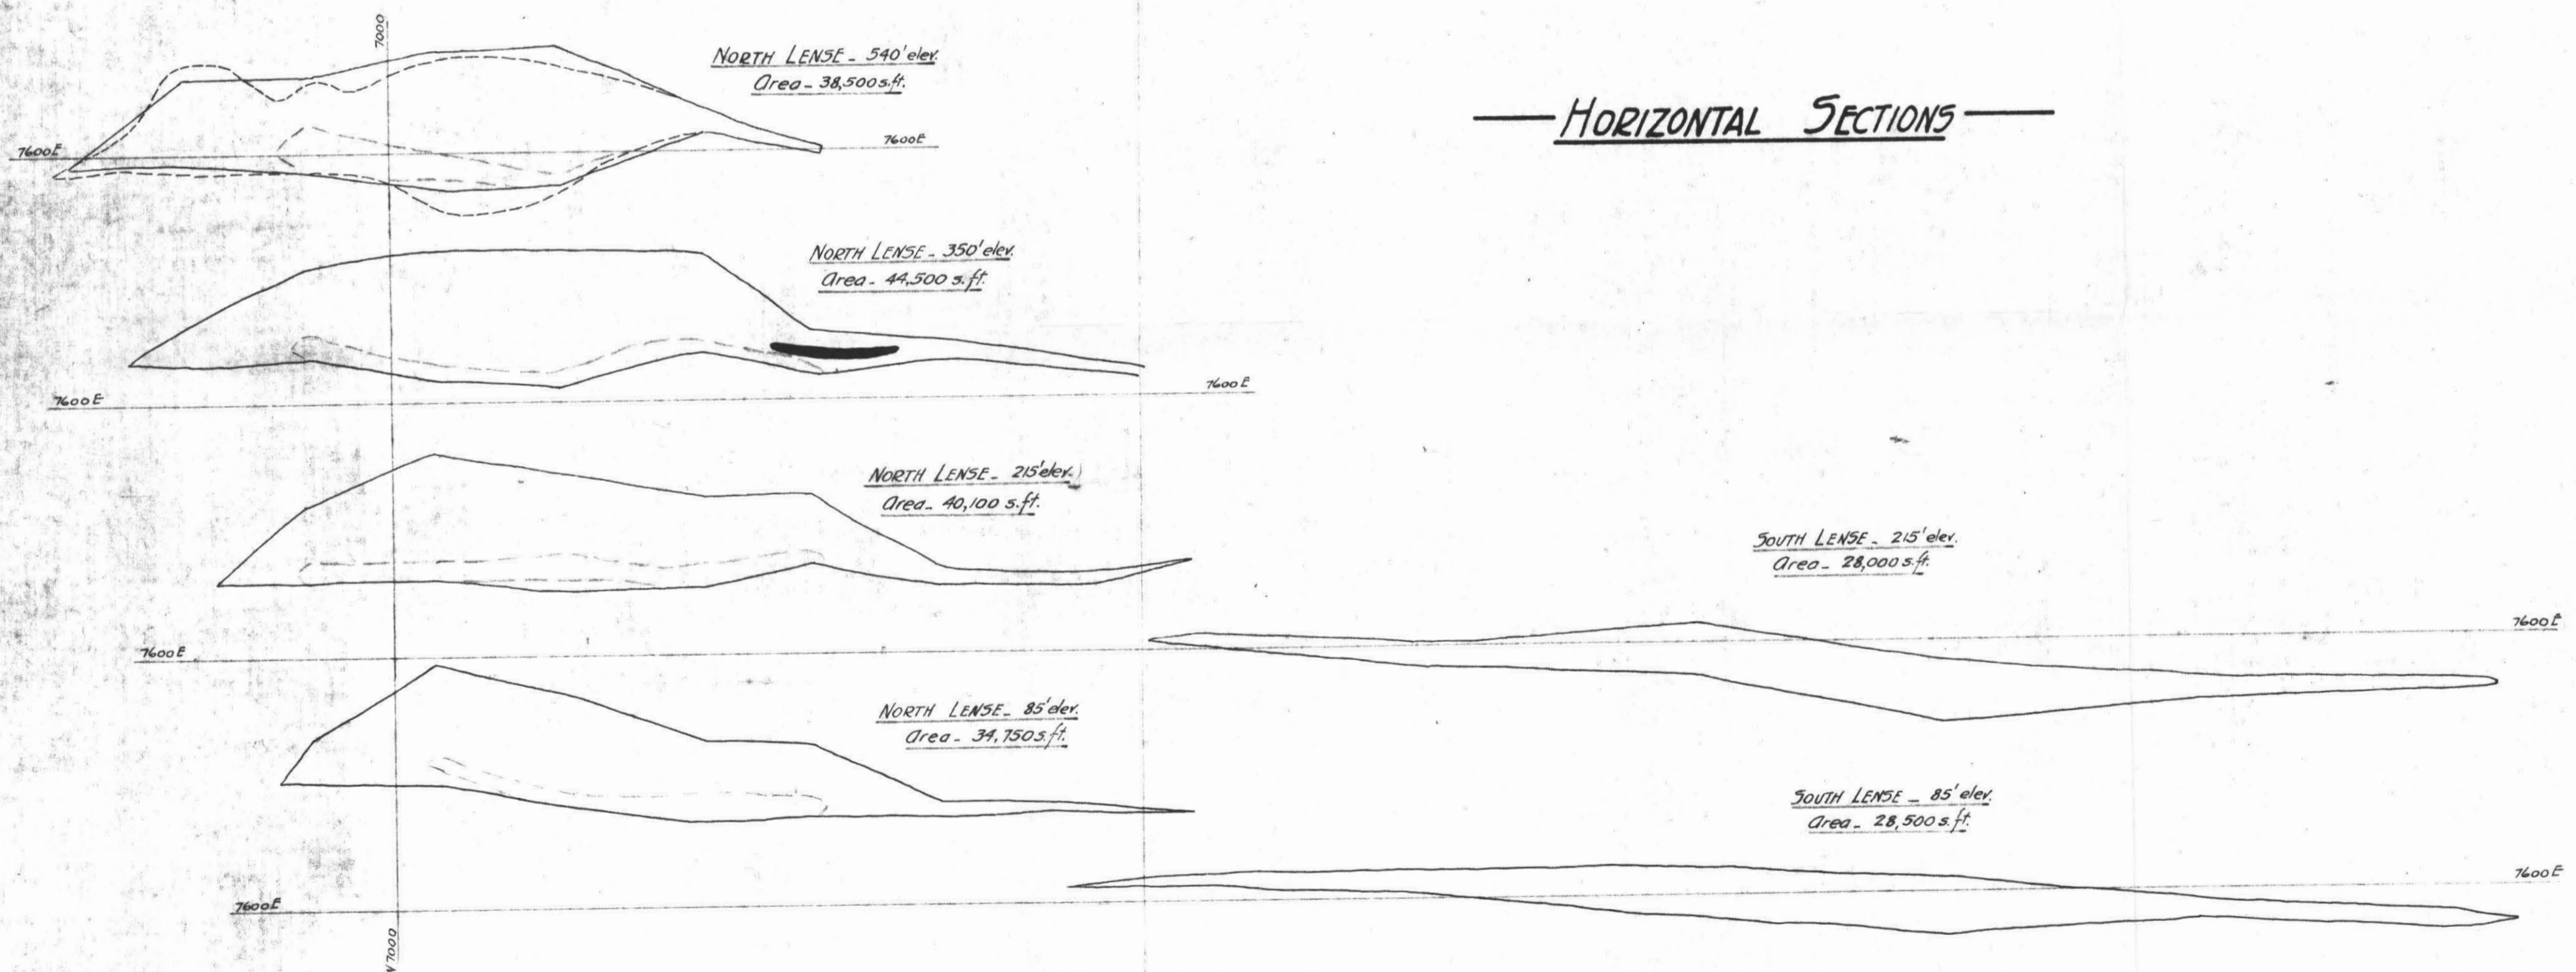 7000
NORTH LENSE - 540' elev.
Area - 38,500 s.ft.
HORIZONTAL SECTIONS
7600E
7600E
NORTH LENSE - 350' elev.
Area - 44,500 s.ft.
7600E
7600E
NORTH LENSE - 215' elev.
Area - 40,100 s.ft.
SOUTH LENSE - 215' elev.
Area - 28,000 s.ft.
7600E
7600E
NORTH LENSE - 85' elev.
Area - 34,750 s.ft.
SOUTH LENSE - 85' elev.
Area - 28,500 s.ft.
7600E
7600E
N 7000